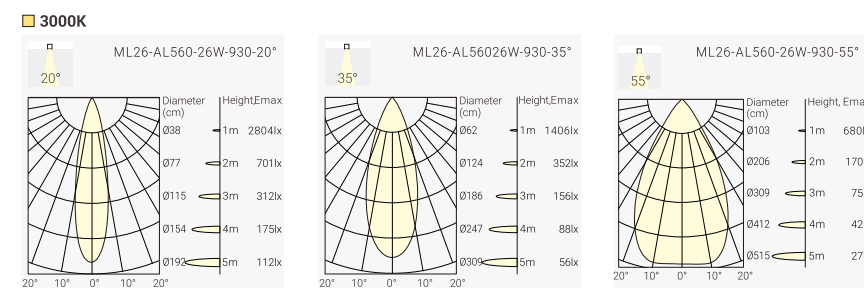 3000K
ML26-AL560-26W-930-20°
20°
Diameter Height,Emax
(cm)
Ø38 1m 2804lx
Ø77 2m 701lx
Ø115 3m 312lx
Ø154 4m 175lx
Ø192 5m 112lx
20° 10° 0° 10° 20°
ML26-AL56026W-930-35°
35°
Diameter Height,Emax
(cm)
Ø62 1m 1406lx
Ø124 2m 352lx
Ø186 3m 156lx
Ø247 4m 88lx
Ø309 5m 56lx
20° 10° 0° 10° 20°
ML26-AL560-26W-930-55°
55°
Diameter Height, Ema
(cm)
Ø103 1m 680l
Ø206 2m 170
Ø309 3m 75
Ø412 4m 42
Ø515 5m 27
20° 10° 0° 10° 20°